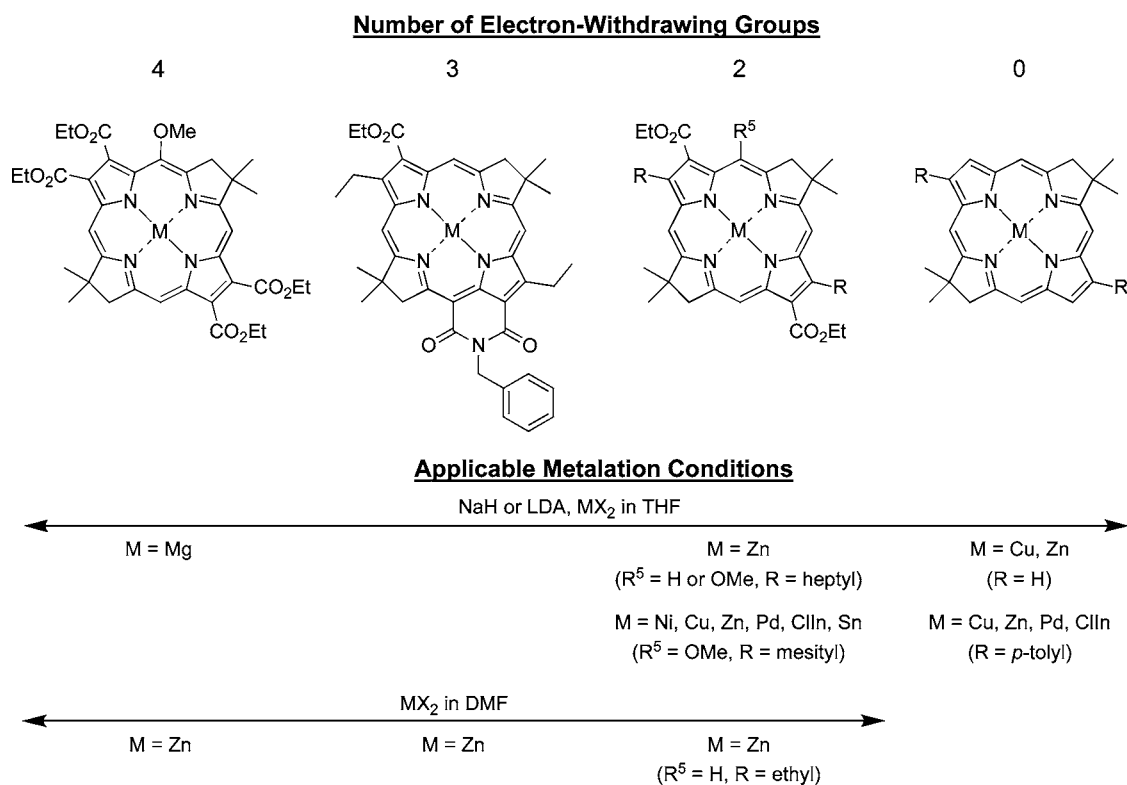 Number of Electron-Withdrawing Groups
4 3 2 0
EtO₂C OMe EtO₂C EtO₂C R⁵
EtO₂C R R
N N N N N N N N
M M M M
N N N N N N N N
CO₂Et R R
CO₂Et CO₂Et
O N O
Applicable Metalation Conditions
NaH or LDA, MX₂ in THF
M = Mg M = Zn M = Cu, Zn
(R⁵ = H or OMe, R = heptyl) (R = H)
M = Ni, Cu, Zn, Pd, ClIn, Sn M = Cu, Zn, Pd, ClIn
(R⁵ = OMe, R = mesityl) (R = p-tolyl)
MX₂ in DMF
M = Zn M = Zn M = Zn
(R⁵ = H, R = ethyl)